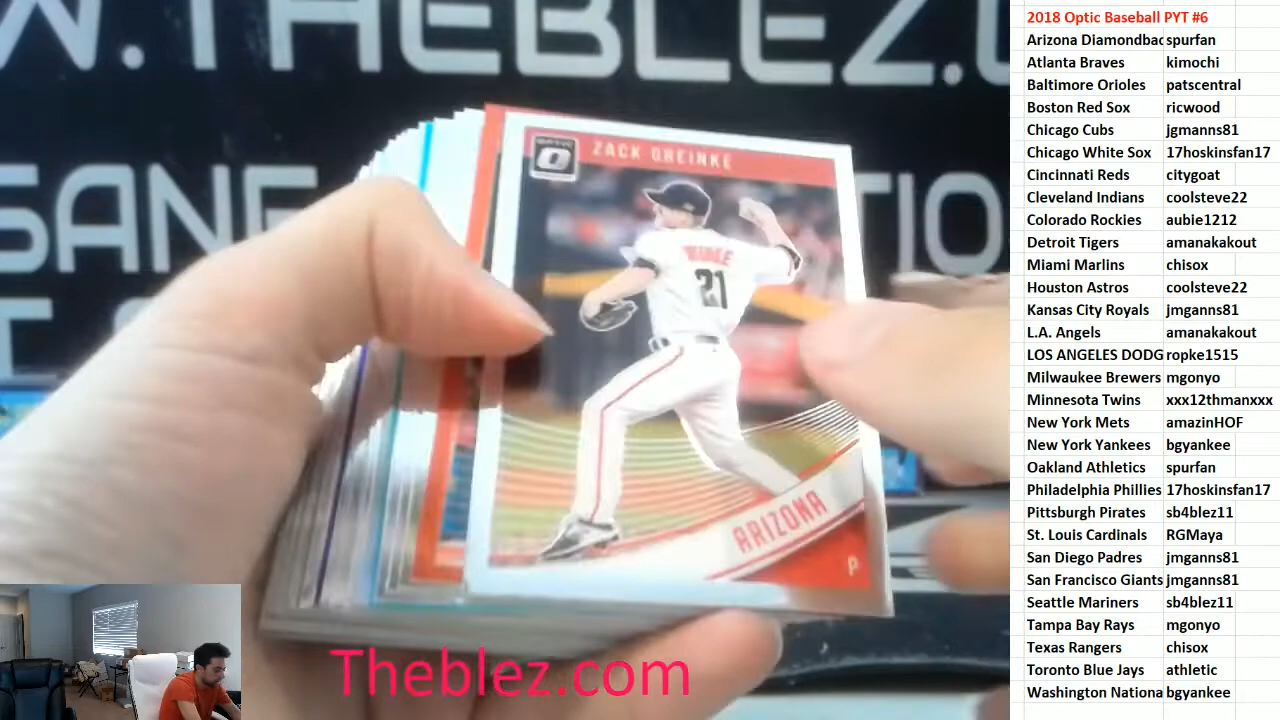 W.THEBLEZ.C
SANE
TIO
T
OPTIC
O
ZACK GREINKE
21
ARIZONA
P
Theblez.com
2018 Optic Baseball PYT #6
Arizona Diamondbac spurfan
Atlanta Braves kimochi
Baltimore Orioles patscentral
Boston Red Sox ricwood
Chicago Cubs jgmanns81
Chicago White Sox 17hoskinsfan17
Cincinnati Reds citygoat
Cleveland Indians coolsteve22
Colorado Rockies aubie1212
Detroit Tigers amanakakout
Miami Marlins chisox
Houston Astros coolsteve22
Kansas City Royals jmganns81
L.A. Angels amanakakout
LOS ANGELES DODG ropke1515
Milwaukee Brewers mgonyo
Minnesota Twins xxx12thmanxxx
New York Mets amazinHOF
New York Yankees bgyankee
Oakland Athletics spurfan
Philadelphia Phillies 17hoskinsfan17
Pittsburgh Pirates sb4blez11
St. Louis Cardinals RGMaya
San Diego Padres jmganns81
San Francisco Giants jmganns81
Seattle Mariners sb4blez11
Tampa Bay Rays mgonyo
Texas Rangers chisox
Toronto Blue Jays athletic
Washington Nationa bgyankee